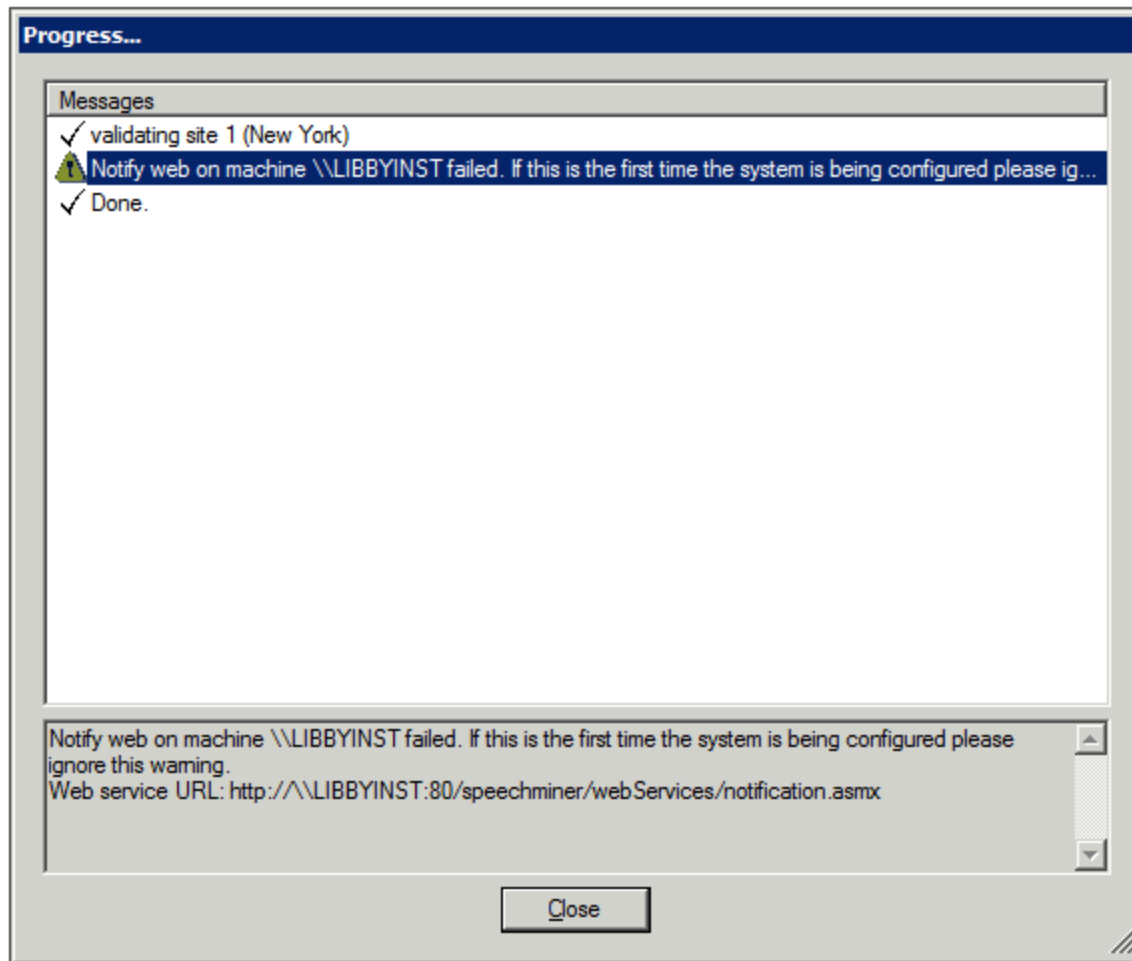 Progress...
Messages
validating site 1 (New York)
Notify web on machine \\LIBBYINST failed. If this is the first time the system is being configured please ig...
Done.
Notify web on machine \\LIBBYINST failed. If this is the first time the system is being configured please
ignore this warning.
Web service URL: http://\\LIBBYINST:80/speechminer/webServices/notification.asmx
Close